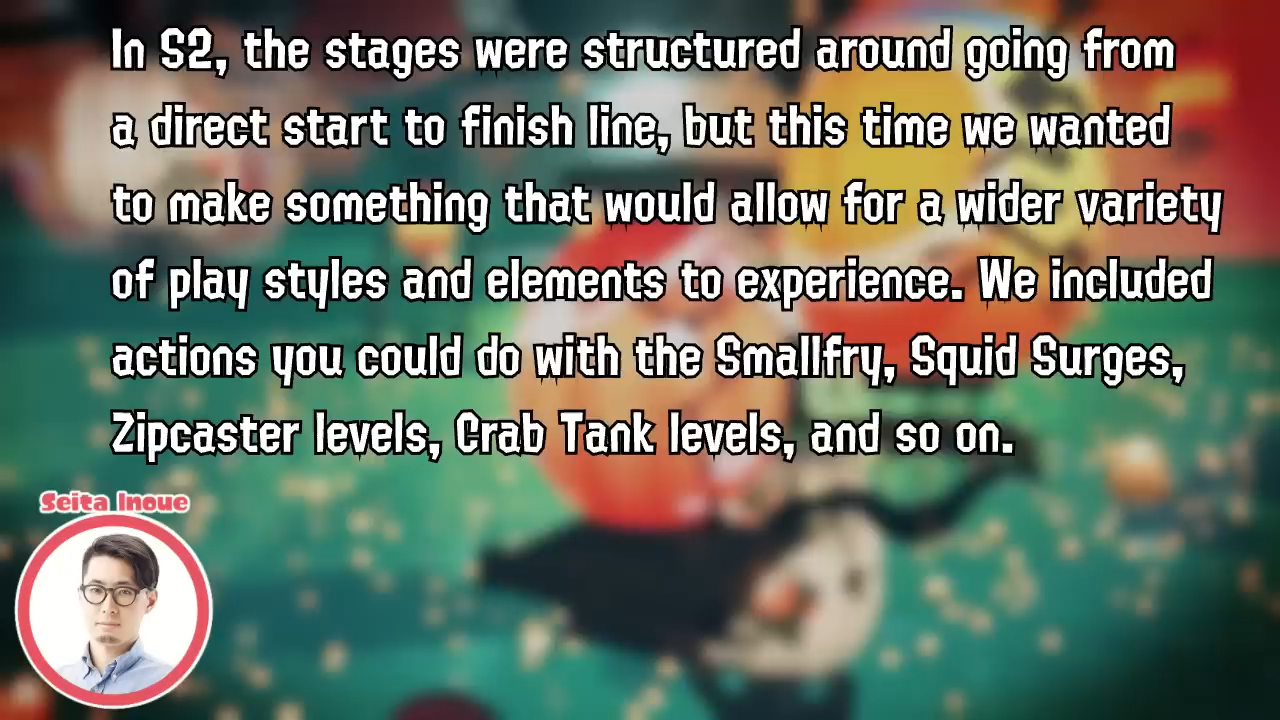 In S2, the stages were structured around going from
a direct start to finish line, but this time we wanted
to make something that would allow for a wider variety
of play styles and elements to experience. We included
actions you could do with the Smallfry, Squid Surges,
Zipcaster levels, Crab Tank levels, and so on.
Seita Inoue